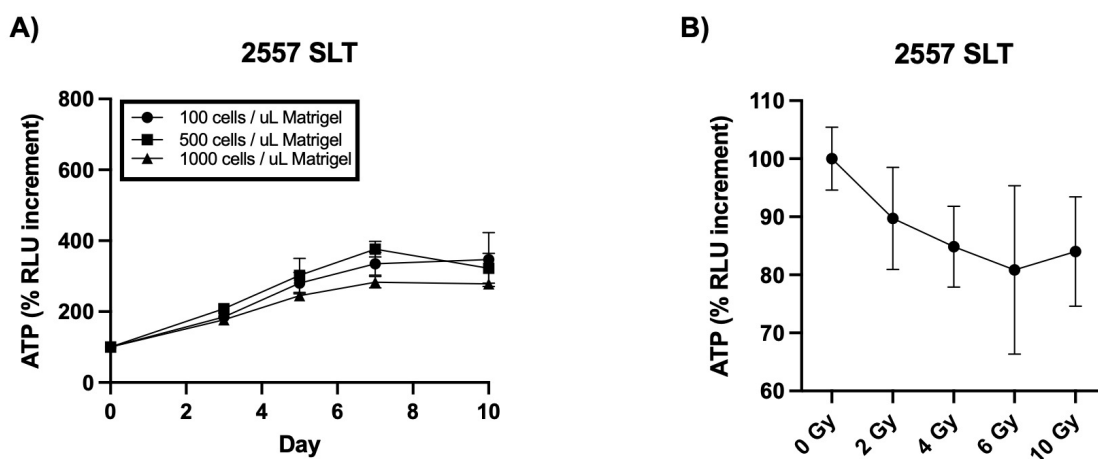 A)
2557 SLT
ATP (% RLU increment)
800
600
400
200
0
100 cells / uL Matrigel
500 cells / uL Matrigel
1000 cells / uL Matrigel
0 2 4 6 8 10
Day
B)
2557 SLT
ATP (% RLU increment)
110
100
90
80
70
60
0 Gy 2 Gy 4 Gy 6 Gy 10 Gy